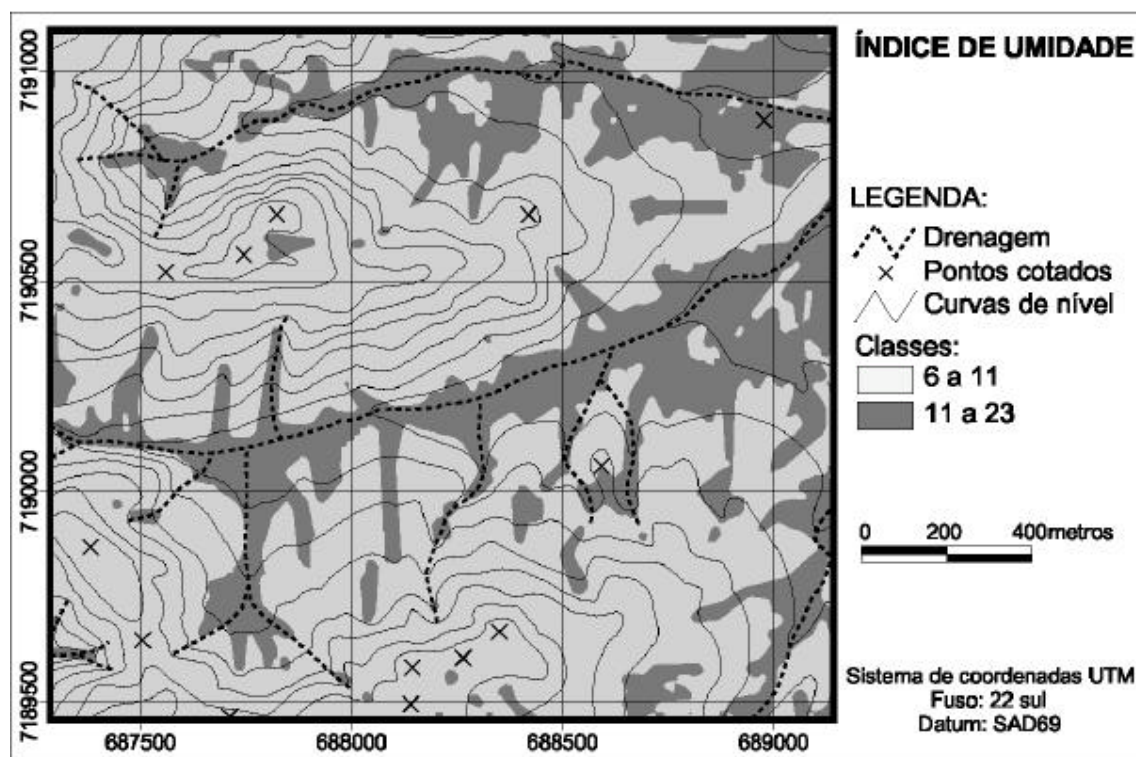 ÍNDICE DE UMIDADE
LEGENDA:
Drenagem
Pontos cotados
Curvas de nível
Classes:
6 a 11
11 a 23
0 200 400metros
Sistema de coordenadas UTM
Fuso: 22 sul
Datum: SAD69
7191000
7190500
7190000
7189500
687500 688000 688500 689000